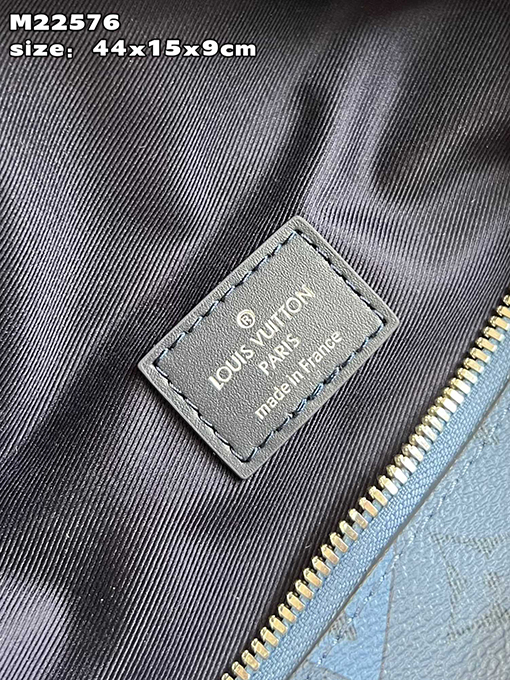 M22576
size: 44x15x9cm
®
LOUIS VUITTON
PARIS
made in France